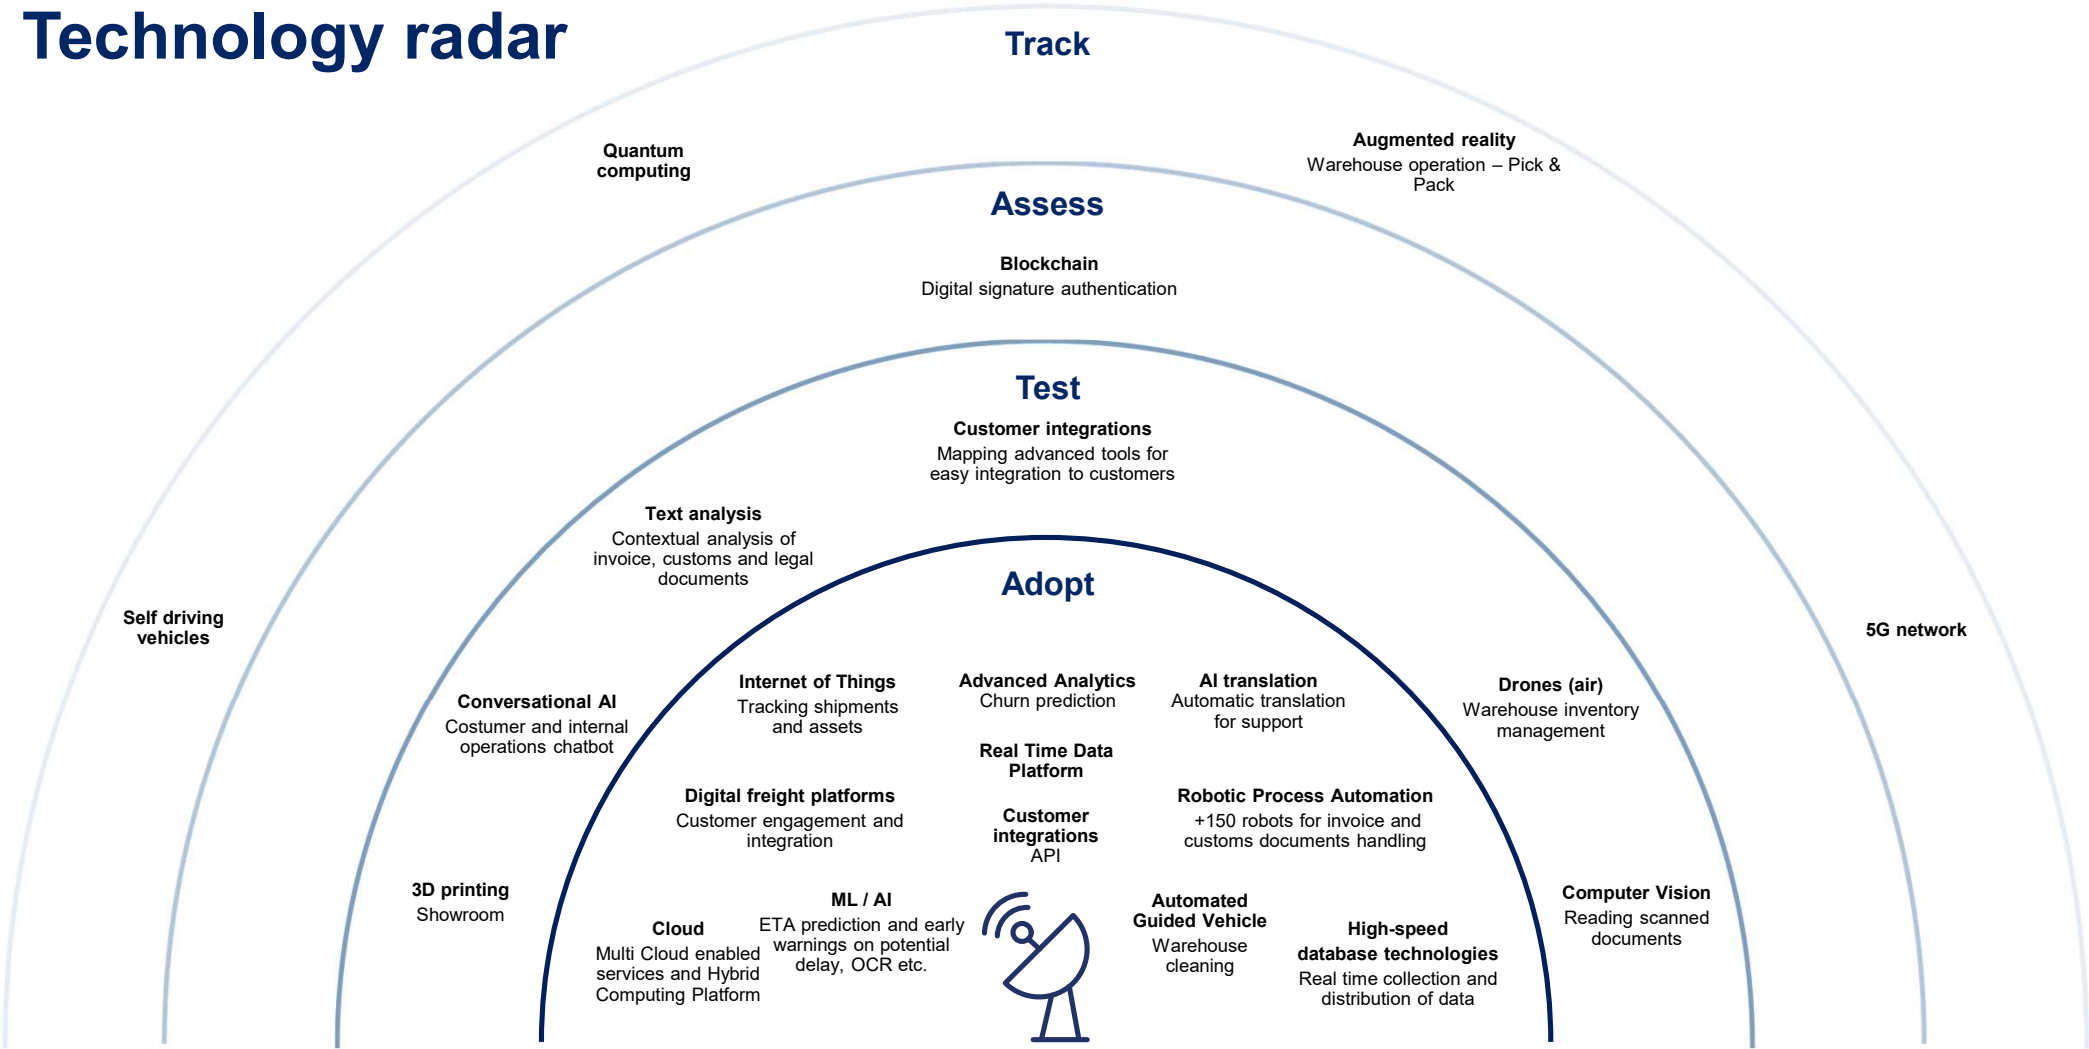 Technology radar
Track
Quantum
computing
Augmented reality
Warehouse operation – Pick &
Pack
Self driving
vehicles
5G network
Assess
Blockchain
Digital signature authentication
Test
Customer integrations
Mapping advanced tools for
easy integration to customers
Text analysis
Contextual analysis of
invoice, customs and legal
documents
Conversational AI
Costumer and internal
operations chatbot
Drones (air)
Warehouse inventory
management
3D printing
Showroom
Computer Vision
Reading scanned
documents
Adopt
Internet of Things
Tracking shipments
and assets
Advanced Analytics
Churn prediction
AI translation
Automatic translation
for support
Real Time Data
Platform
Digital freight platforms
Customer engagement and
integration
Customer
integrations
API
Robotic Process Automation
+150 robots for invoice and
customs documents handling
Cloud
Multi Cloud enabled
services and Hybrid
Computing Platform
ML / AI
ETA prediction and early
warnings on potential
delay, OCR etc.
Automated
Guided Vehicle
Warehouse
cleaning
High-speed
database technologies
Real time collection and
distribution of data